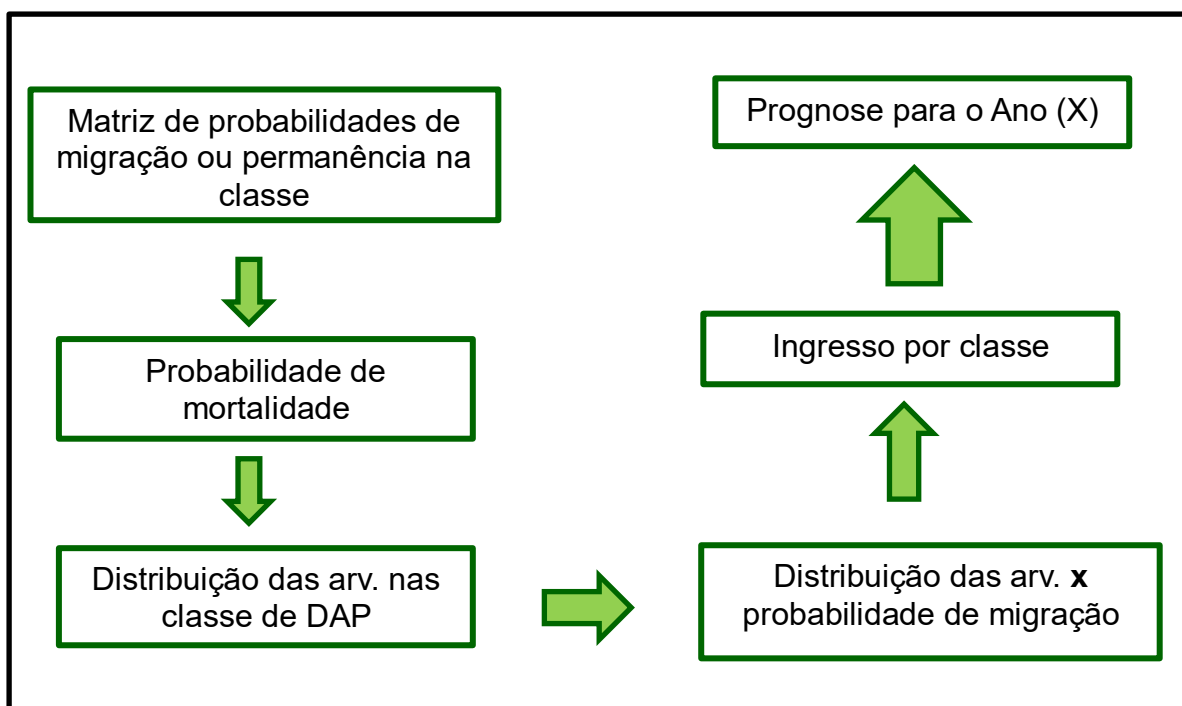 Matriz de probabilidades de
migração ou permanência na
classe
Probabilidade de
mortalidade
Distribuição das arv. nas
classe de DAP
Distribuição das arv. x
probabilidade de migração
Ingresso por classe
Prognose para o Ano (X)